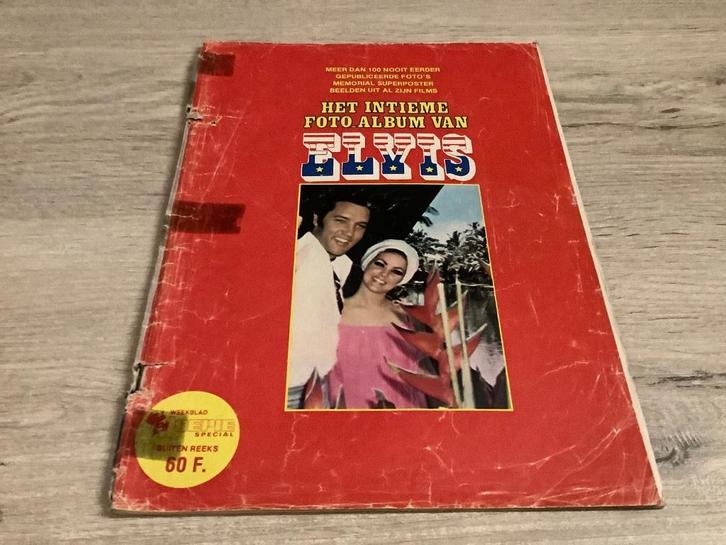 MEER DAN 100 NOOIT EERDER
GEPUBLICEERDE FOTO'S
MEMORIAL SUPERPOSTER
BEELDEN UIT AL ZIJN FILMS
HET INTIEME
FOTO ALBUM VAN
ELVIS
WEEKBLAD
SPECIAL
BUITEN REEKS
60 F.